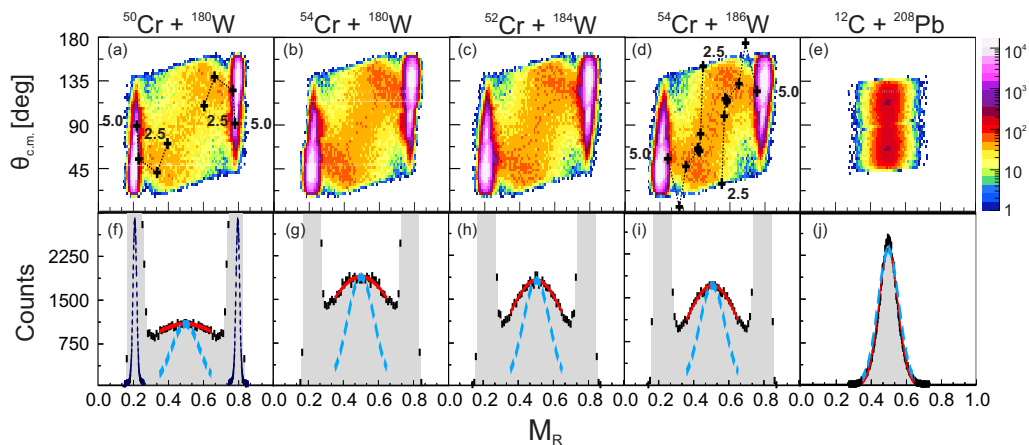 ⁵⁰Cr + ¹⁸⁰W ⁵⁴Cr + ¹⁸⁰W ⁵²Cr + ¹⁸⁴W ⁵⁴Cr + ¹⁸⁶W ¹²C + ²⁰⁸Pb
θc.m. [deg]
180
135
90
45
(a) 5.0 2.5 2.5 5.0
(b)
(c)
(d) 2.5 5.0 5.0 2.5
(e)
10⁴
10³
10²
10
1
Counts
2250
1500
750
(f) (g) (h) (i) (j)
0.0 0.2 0.4 0.6 0.8 0.0 0.2 0.4 0.6 0.8 0.0 0.2 0.4 0.6 0.8 0.0 0.2 0.4 0.6 0.8 0.0 0.2 0.4 0.6 0.8 1.0
MR